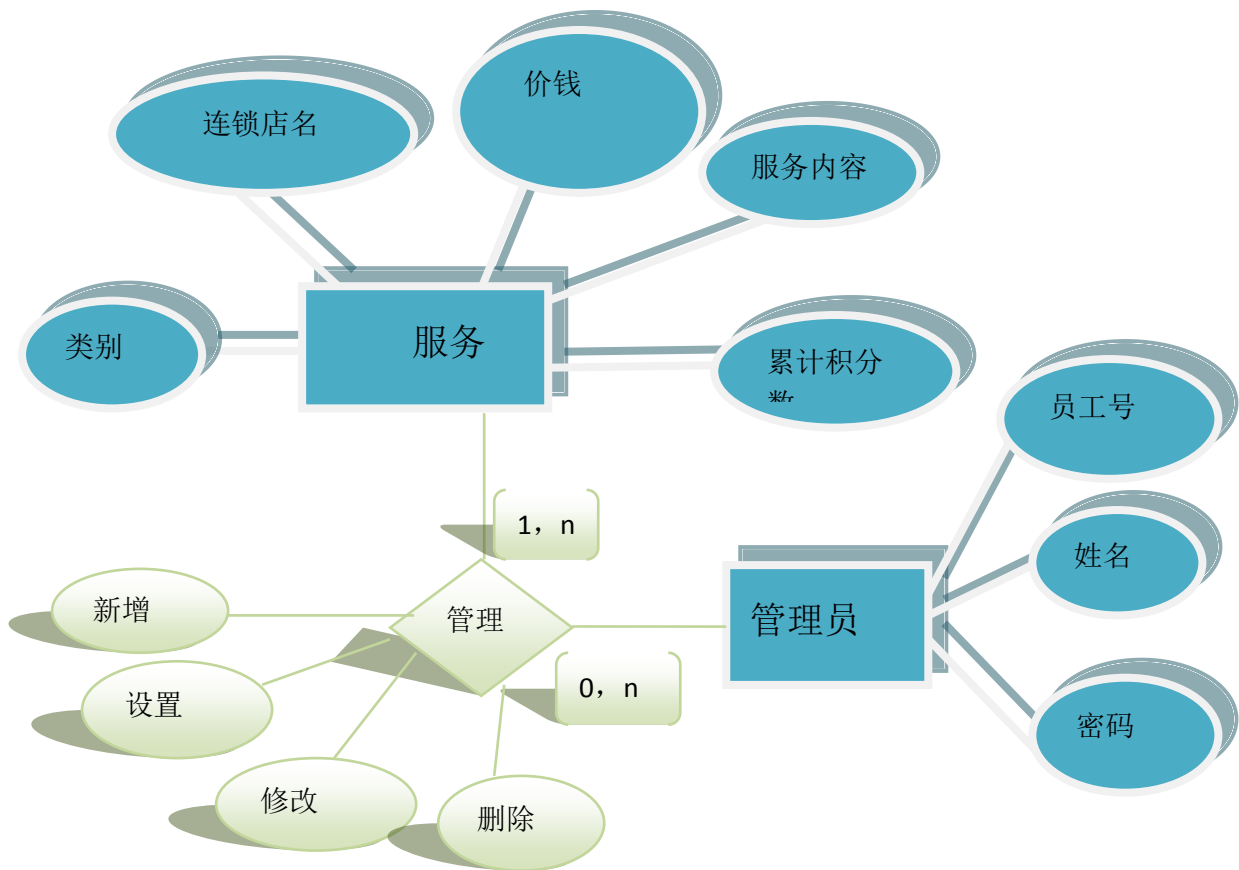 价钱
连锁店名
服务内容
类别
服务
累计积分
数
员工号
1，n
姓名
新增
管理
管理员
0，n
设置
密码
修改
删除